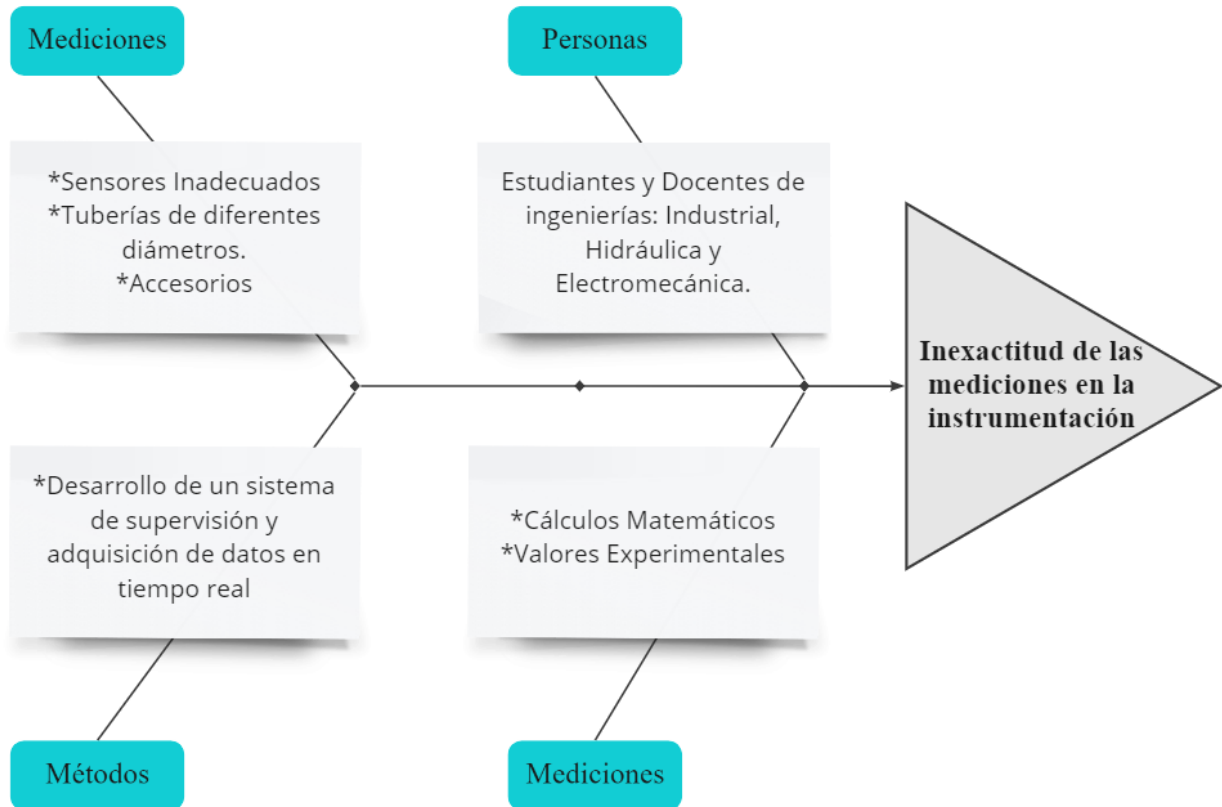 Mediciones
Personas
*Sensores Inadecuados
*Tuberías de diferentes
diámetros.
*Accesorios
Estudiantes y Docentes de
ingenierías: Industrial,
Hidráulica y
Electromecánica.
Inexactitud de las
mediciones en la
instrumentación
*Desarrollo de un sistema
de supervisión y
adquisición de datos en
tiempo real
*Cálculos Matemáticos
*Valores Experimentales
Métodos
Mediciones